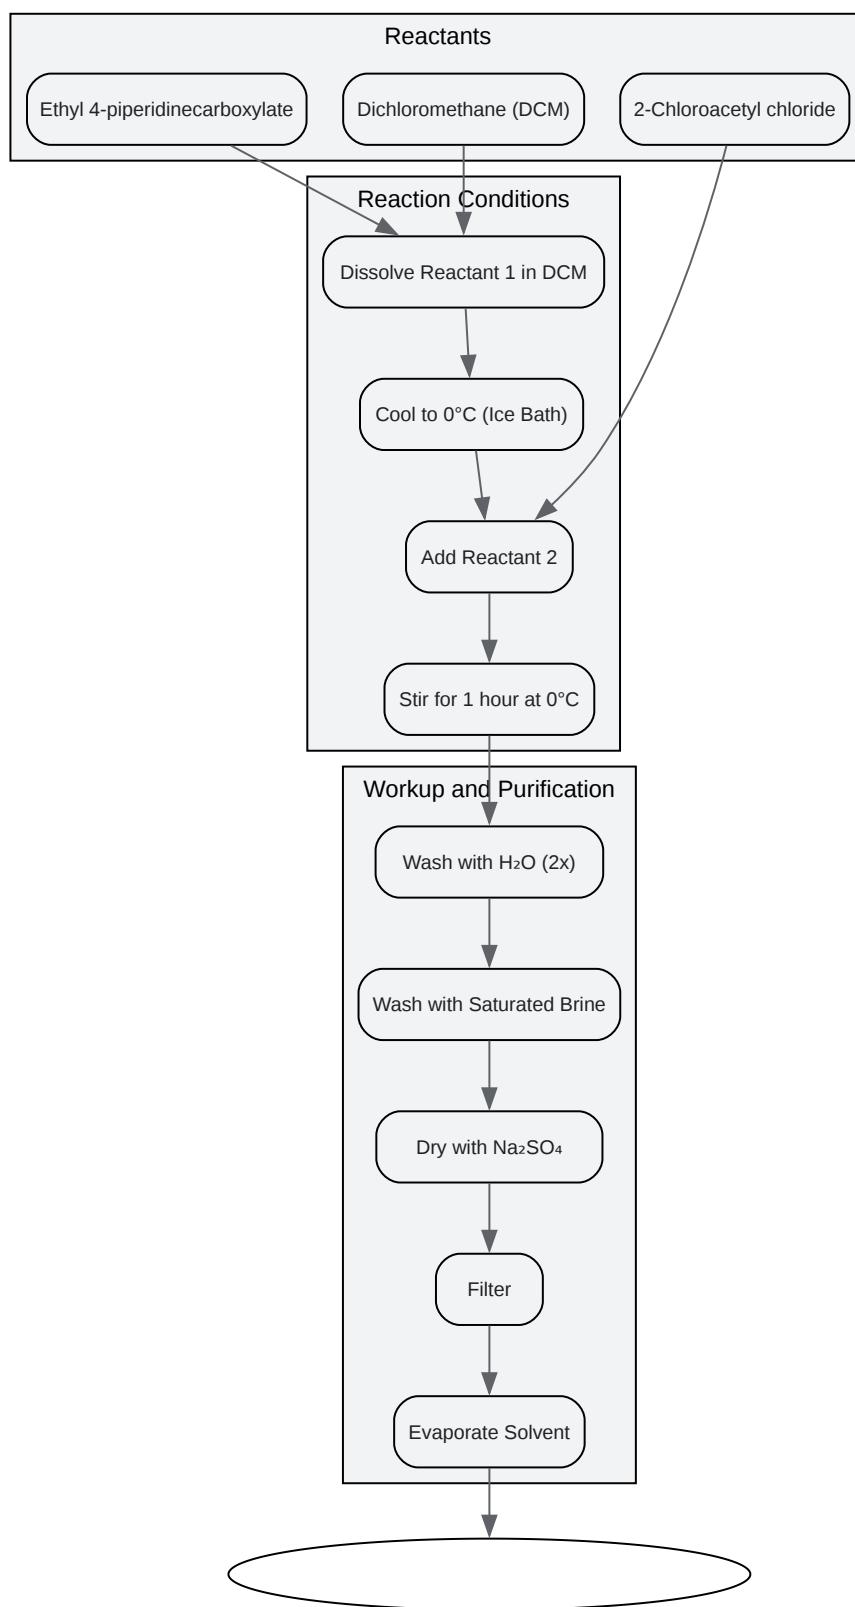 Reactants
Ethyl 4-piperidinecarboxylate
Dichloromethane (DCM)
2-Chloroacetyl chloride
Reaction Conditions
Dissolve Reactant 1 in DCM
Cool to 0°C (Ice Bath)
Add Reactant 2
Stir for 1 hour at 0°C
Workup and Purification
Wash with H₂O (2x)
Wash with Saturated Brine
Dry with Na₂SO₄
Filter
Evaporate Solvent